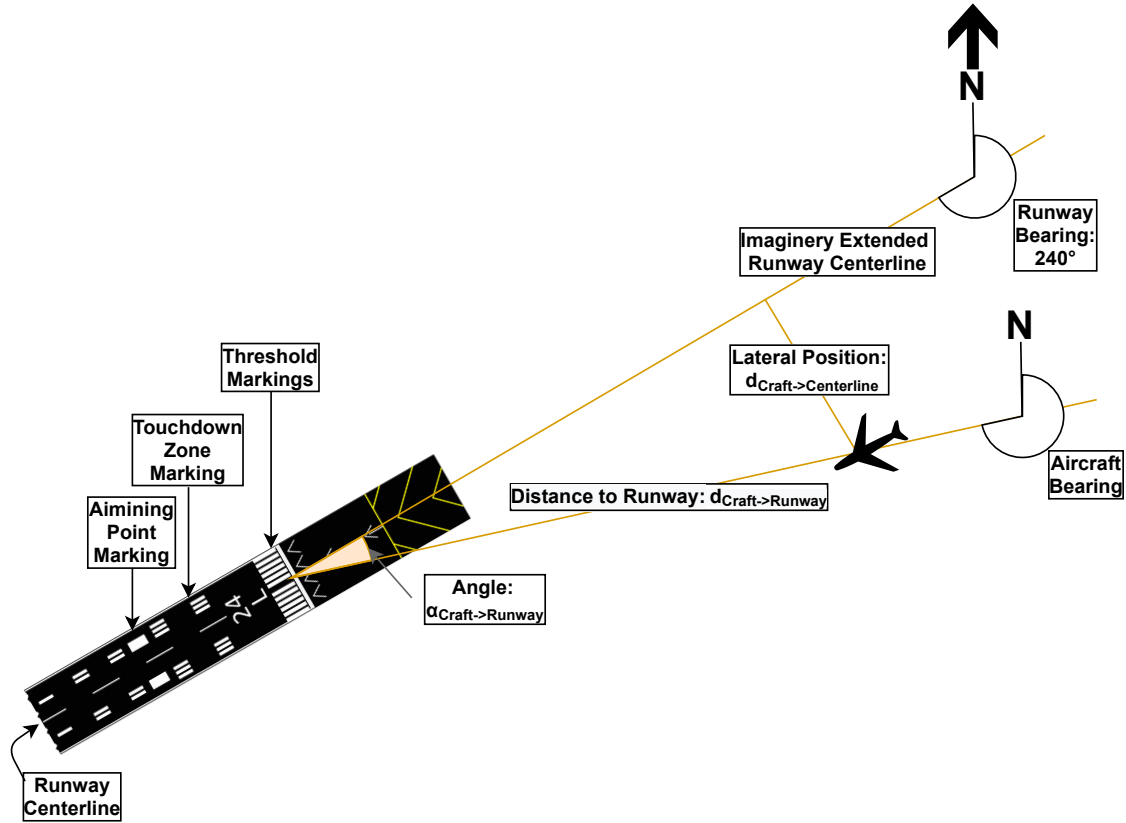 N
Runway
Bearing:
240°
Imaginery Extended
Runway Centerline
N
Lateral Position:
dCraft->Centerline
Threshold
Markings
Touchdown
Zone
Marking
Aircraft
Bearing
Distance to Runway: dCraft->Runway
Aimining
Point
Marking
Angle:
αCraft->Runway
24
L
Runway
Centerline